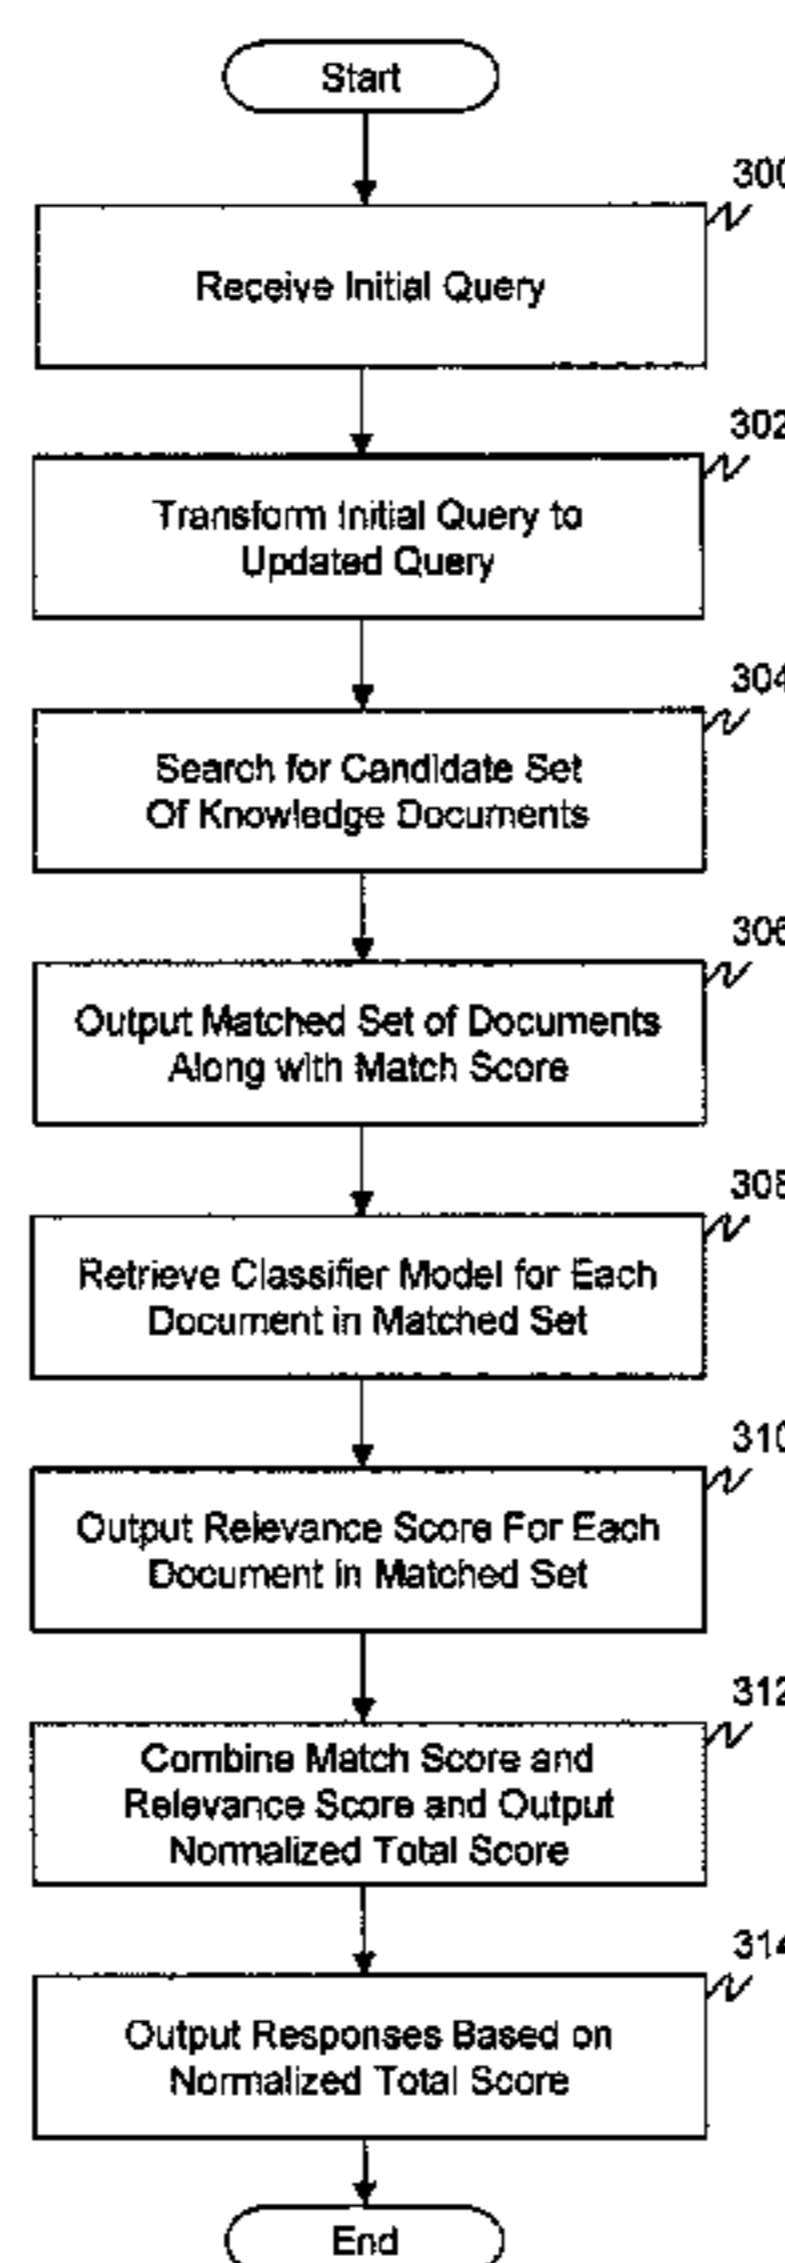 Start
300
Receive Initial Query
302
Transform Initial Query to
Updated Query
304
Search for Candidate Set
Of Knowledge Documents
306
Output Matched Set of Documents
Along with Match Score
308
Retrieve Classifier Model for Each
Document in Matched Set
310
Output Relevance Score For Each
Document in Matched Set
312
Combine Match Score and
Relevance Score and Output
Normalized Total Score
314
Output Responses Based on
Normalized Total Score
End